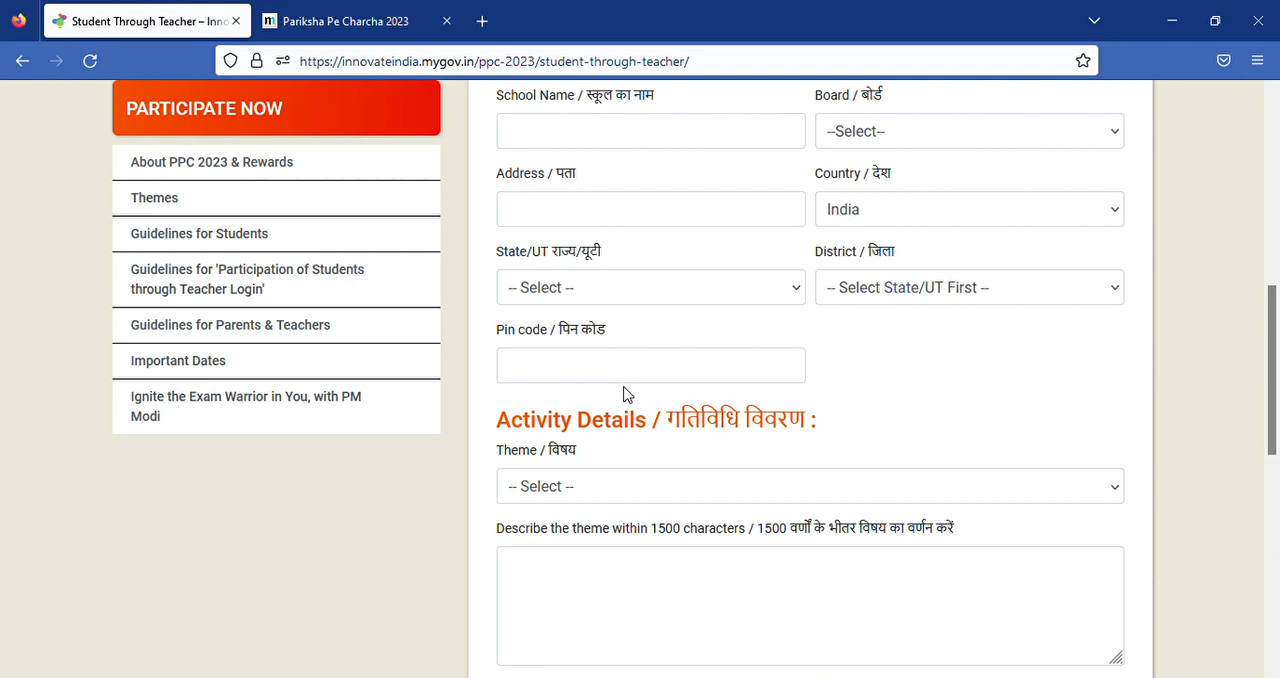 Student Through Teacher – Inno
Pariksha Pe Charcha 2023
https://innovateindia.mygov.in/ppc-2023/student-through-teacher/
PARTICIPATE NOW
About PPC 2023 & Rewards
Themes
Guidelines for Students
Guidelines for 'Participation of Students
through Teacher Login'
Guidelines for Parents & Teachers
Important Dates
Ignite the Exam Warrior in You, with PM
Modi
School Name / स्कूल का नाम
Board / बोर्ड
--Select--
Address / पता
Country / देश
India
State/UT राज्य/यूटी
District / जिला
-- Select --
-- Select State/UT First --
Pin code / पिन कोड
Activity Details / गतिविधि विवरण :
Theme / विषय
-- Select --
Describe the theme within 1500 characters / 1500 वर्णों के भीतर विषय का वर्णन करें